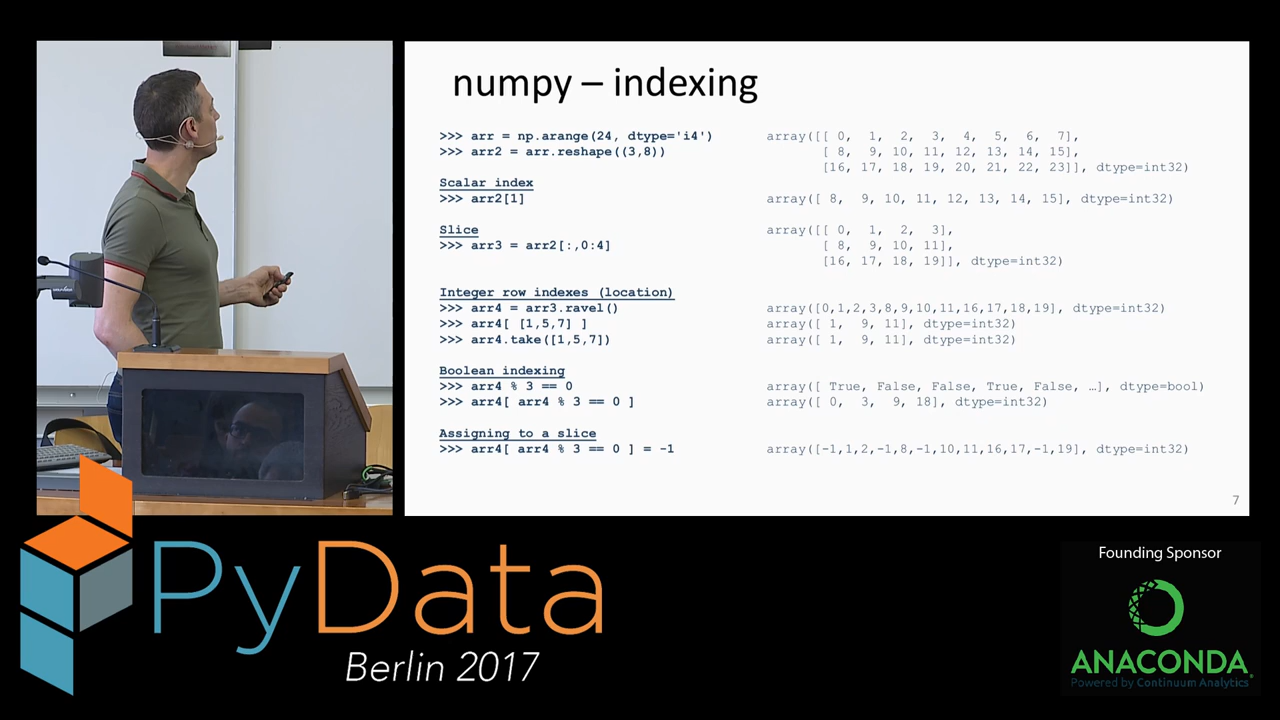 numpy – indexing
>>> arr = np.arange(24, dtype='i4')
>>> arr2 = arr.reshape((3,8))
array([[ 0, 1, 2, 3, 4, 5, 6, 7],
[ 8, 9, 10, 11, 12, 13, 14, 15],
[16, 17, 18, 19, 20, 21, 22, 23]], dtype=int32)
Scalar index
>>> arr2[1]
array([ 8, 9, 10, 11, 12, 13, 14, 15], dtype=int32)
Slice
>>> arr3 = arr2[:,0:4]
array([[ 0, 1, 2, 3],
[ 8, 9, 10, 11],
[16, 17, 18, 19]], dtype=int32)
Integer row indexes (location)
>>> arr4 = arr3.ravel()
array([0,1,2,3,8,9,10,11,16,17,18,19], dtype=int32)
>>> arr4[ [1,5,7] ]
array([ 1, 9, 11], dtype=int32)
>>> arr4.take([1,5,7])
array([ 1, 9, 11], dtype=int32)
Boolean indexing
>>> arr4 % 3 == 0
array([ True, False, False, True, False, …], dtype=bool)
>>> arr4[ arr4 % 3 == 0 ]
array([ 0, 3, 9, 18], dtype=int32)
Assigning to a slice
>>> arr4[ arr4 % 3 == 0 ] = -1
array([-1,1,2,-1,8,-1,10,11,16,17,-1,19], dtype=int32)
7
PyData
Berlin 2017
Founding Sponsor
ANACONDA
Powered by Continuum Analytics